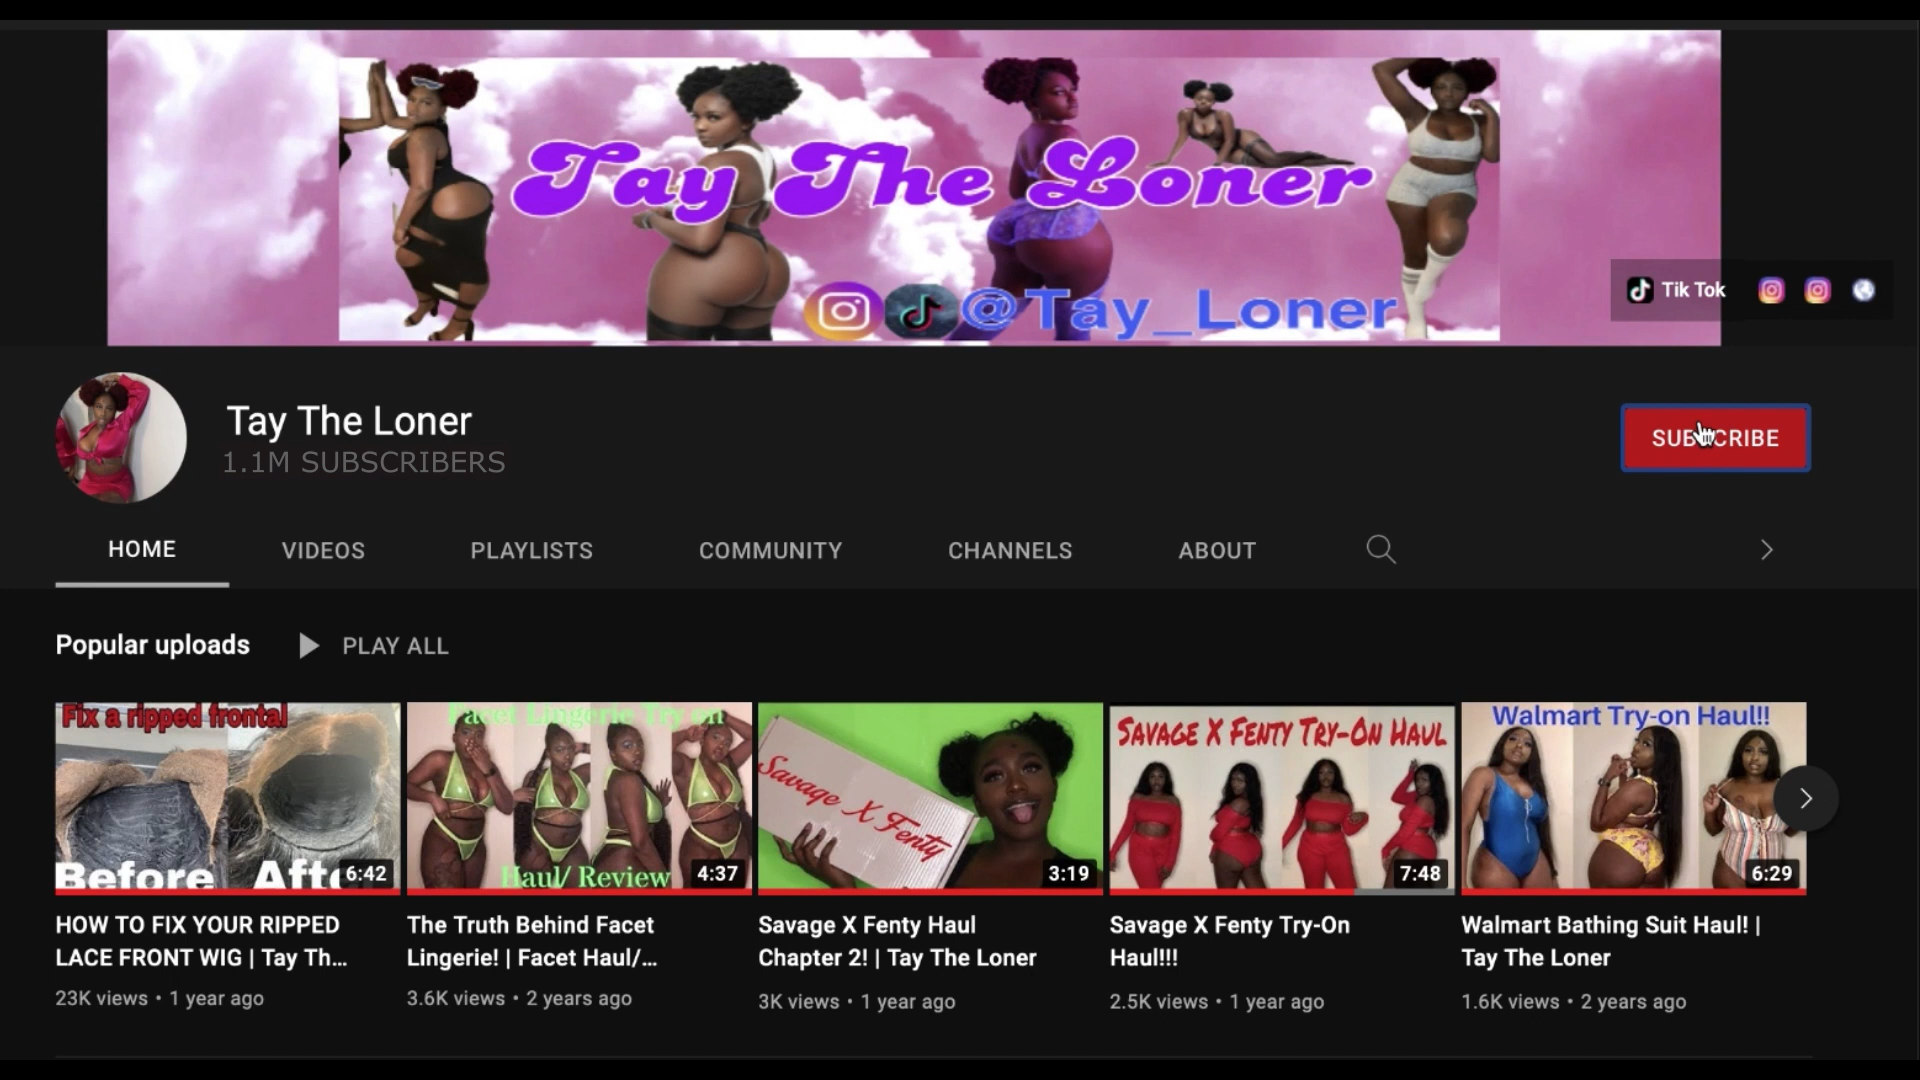 Tay The Loner
@Tay_Loner
Tik Tok
Tay The Loner
1.1M SUBSCRIBERS
SUBSCRIBE
HOME
VIDEOS
PLAYLISTS
COMMUNITY
CHANNELS
ABOUT
Popular uploads
PLAY ALL
Fix a ripped frontal
Before Afte
6:42
Facet Lingerie Try on
Haul/ Review
4:37
Savage X Fenty
3:19
SAVAGE X FENTY TRY-ON HAUL
7:48
Walmart Try-on Haul!!
6:29
HOW TO FIX YOUR RIPPED
LACE FRONT WIG | Tay Th...
23K views • 1 year ago
The Truth Behind Facet
Lingerie! | Facet Haul/...
3.6K views • 2 years ago
Savage X Fenty Haul
Chapter 2! | Tay The Loner
3K views • 1 year ago
Savage X Fenty Try-On
Haul!!!
2.5K views • 1 year ago
Walmart Bathing Suit Haul! |
Tay The Loner
1.6K views • 2 years ago